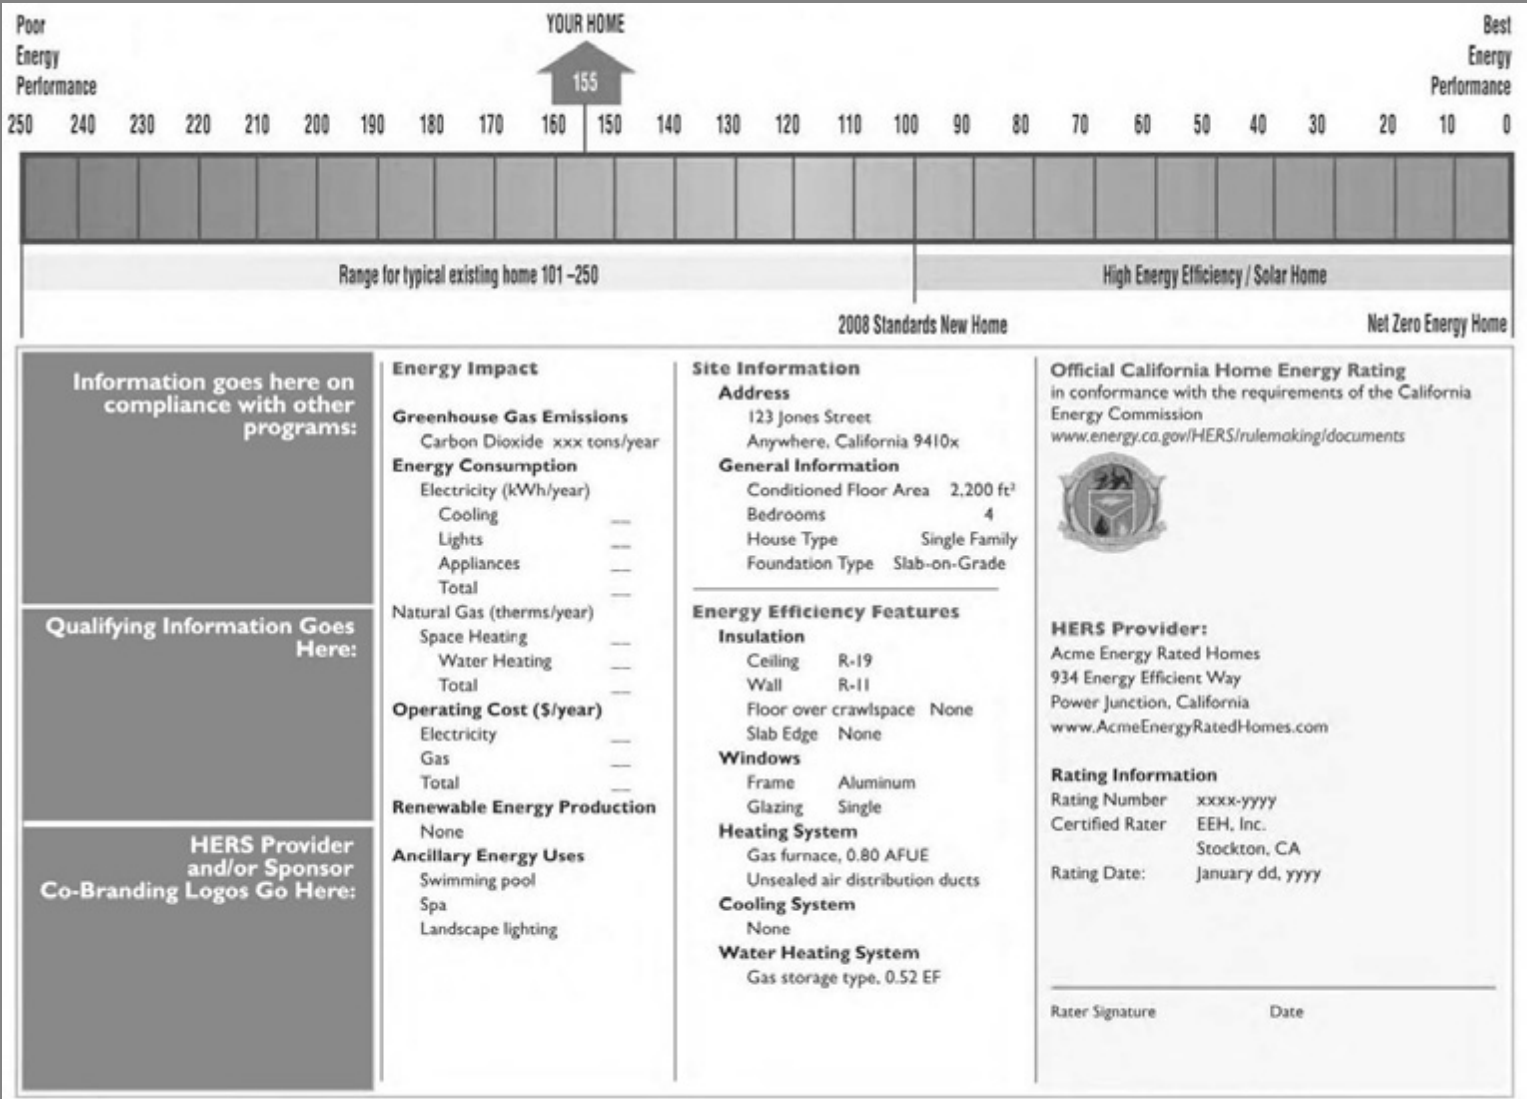 Poor
Energy
Performance
YOUR HOME
155
Best
Energy
Performance
250 240 230 220 210 200 190 180 170 160 150 140 130 120 110 100 90 80 70 60 50 40 30 20 10 0
Range for typical existing home 101 –250
High Energy Efficiency / Solar Home
2008 Standards New Home
Net Zero Energy Home
Information goes here on
compliance with other
programs:
Qualifying Information Goes
Here:
HERS Provider
and/or Sponsor
Co-Branding Logos Go Here:
Energy Impact
Greenhouse Gas Emissions
Carbon Dioxide xxx tons/year
Energy Consumption
Electricity (kWh/year)
Cooling __
Lights __
Appliances __
Total __
Natural Gas (therms/year)
Space Heating __
Water Heating __
Total __
Operating Cost ($/year)
Electricity __
Gas __
Total __
Renewable Energy Production
None
Ancillary Energy Uses
Swimming pool
Spa
Landscape lighting
Site Information
Address
123 Jones Street
Anywhere, California 9410x
General Information
Conditioned Floor Area 2,200 ft²
Bedrooms 4
House Type Single Family
Foundation Type Slab-on-Grade
Energy Efficiency Features
Insulation
Ceiling R-19
Wall R-11
Floor over crawlspace None
Slab Edge None
Windows
Frame Aluminum
Glazing Single
Heating System
Gas furnace, 0.80 AFUE
Unsealed air distribution ducts
Cooling System
None
Water Heating System
Gas storage type, 0.52 EF
Official California Home Energy Rating
in conformance with the requirements of the California
Energy Commission
www.energy.ca.gov/HERS/rulemaking/documents
HERS Provider:
Acme Energy Rated Homes
934 Energy Efficient Way
Power Junction, California
www.AcmeEnergyRatedHomes.com
Rating Information
Rating Number xxxx-yyyy
Certified Rater EEH, Inc.
Stockton, CA
Rating Date: January dd, yyyy
Rater Signature Date